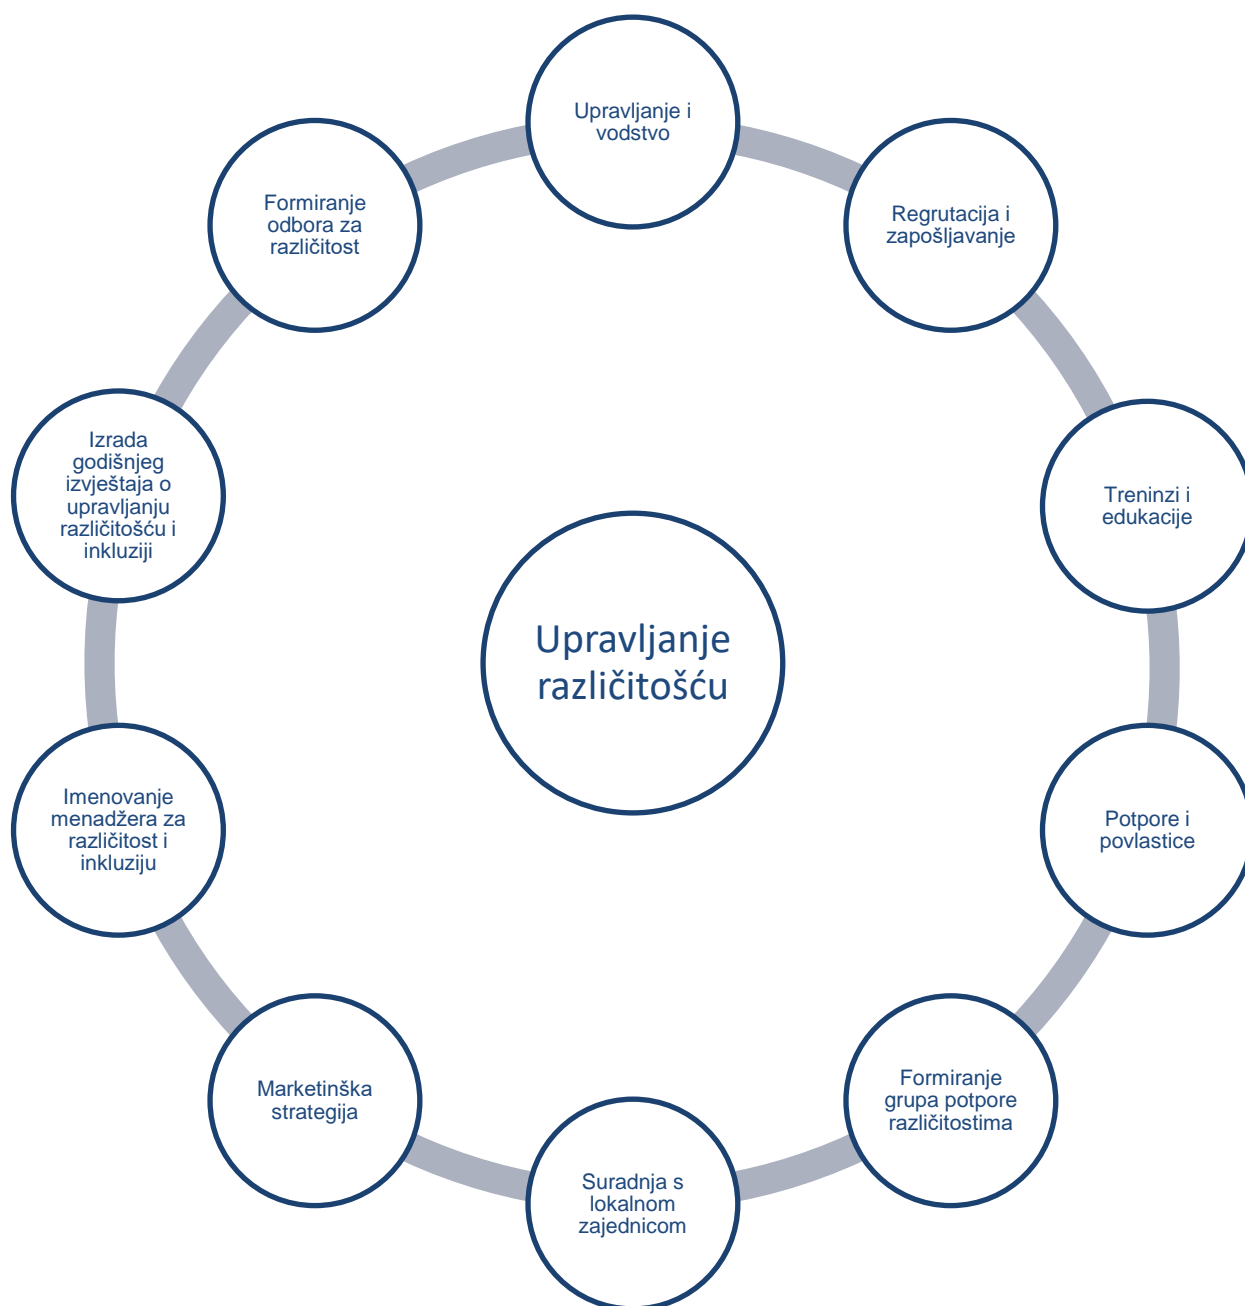 Upravljanje i
vodstvo
Regrutacija i
zapošljavanje
Treninzi i
edukacije
Potpore i
povlastice
Formiranje
grupa potpore
različitostima
Suradnja s
lokalnom
zajednicom
Marketinška
strategija
Imenovanje
menadžera za
različitost i
inkluziju
Izrada
godišnjeg
izvještaja o
upravljanju
različitošću i
inkluziji
Formiranje
odbora za
različitost
Upravljanje
različitošću